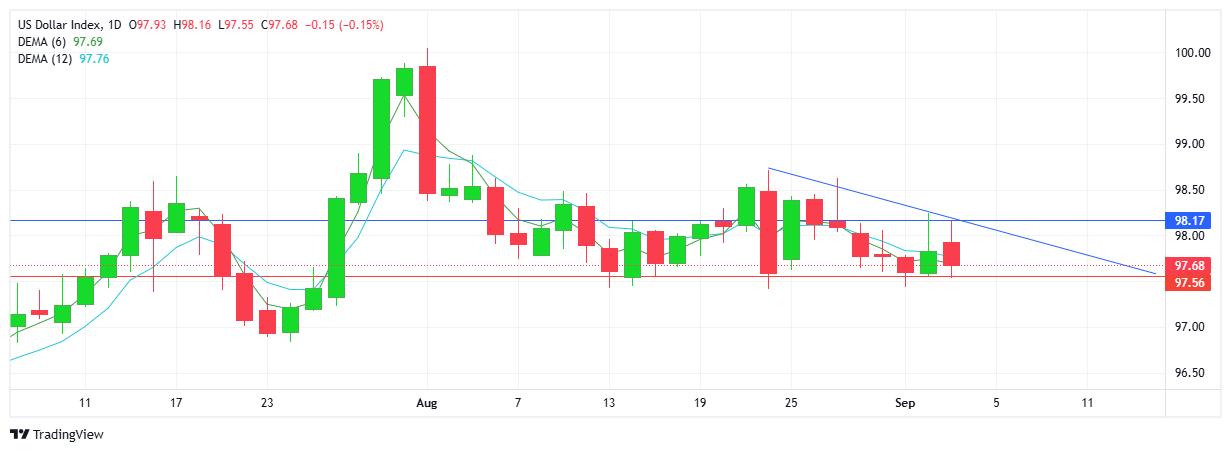 US Dollar Index, 1D O97.93 H98.16 L97.55 C97.68 −0.15 (−0.15%)
DEMA (6) 97.69
DEMA (12) 97.76
100.00
99.50
99.00
98.50
98.17
98.00
97.68
97.56
97.00
96.50
11 17 23 Aug 7 13 19 25 Sep 5 11
TradingView